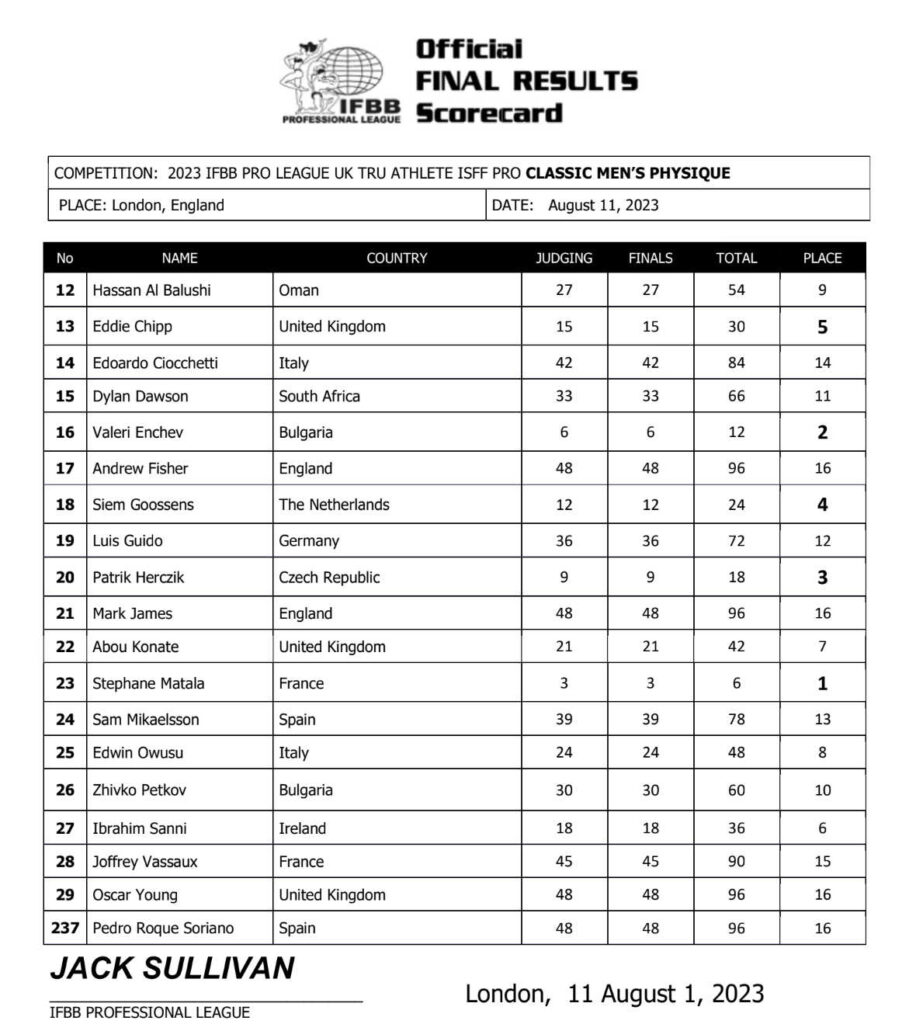 Official
FINAL RESULTS
Scorecard
IFBB
PROFESSIONAL LEAGUE
COMPETITION: 2023 IFBB PRO LEAGUE UK TRU ATHLETE ISFF PRO CLASSIC MEN'S PHYSIQUE
PLACE: London, England DATE: August 11, 2023
No NAME COUNTRY JUDGING FINALS TOTAL PLACE
12 Hassan Al Balushi Oman 27 27 54 9
13 Eddie Chipp United Kingdom 15 15 30 5
14 Edoardo Ciocchetti Italy 42 42 84 14
15 Dylan Dawson South Africa 33 33 66 11
16 Valeri Enchev Bulgaria 6 6 12 2
17 Andrew Fisher England 48 48 96 16
18 Siem Goossens The Netherlands 12 12 24 4
19 Luis Guido Germany 36 36 72 12
20 Patrik Herczik Czech Republic 9 9 18 3
21 Mark James England 48 48 96 16
22 Abou Konate United Kingdom 21 21 42 7
23 Stephane Matala France 3 3 6 1
24 Sam Mikaelsson Spain 39 39 78 13
25 Edwin Owusu Italy 24 24 48 8
26 Zhivko Petkov Bulgaria 30 30 60 10
27 Ibrahim Sanni Ireland 18 18 36 6
28 Joffrey Vassaux France 45 45 90 15
29 Oscar Young United Kingdom 48 48 96 16
237 Pedro Roque Soriano Spain 48 48 96 16
JACK SULLIVAN
London, 11 August 1, 2023
IFBB PROFESSIONAL LEAGUE